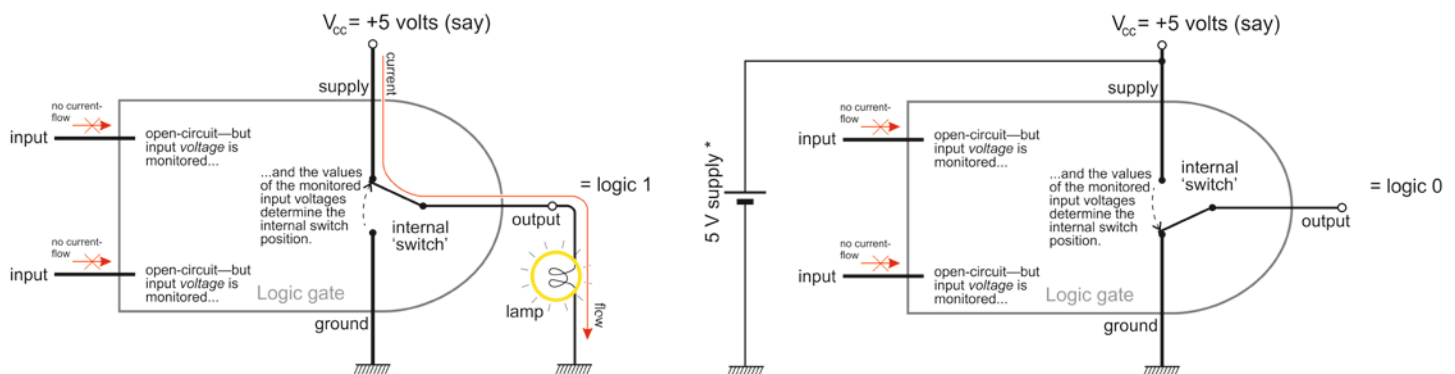 Vcc = +5 volts (say)
current
supply
no current-
flow
input
open-circuit—but
input voltage is
monitored...
...and the values
of the monitored
input voltages
determine the
internal switch
position.
= logic 1
output
internal
‘switch’
no current-
flow
input
open-circuit—but
input voltage is
monitored...
Logic gate
lamp
flow
ground
Vcc = +5 volts (say)
supply
5 V supply *
no current-
flow
input
open-circuit—but
input voltage is
monitored...
...and the values
of the monitored
input voltages
determine the
internal switch
position.
internal
‘switch’
= logic 0
output
no current-
flow
input
open-circuit—but
input voltage is
monitored...
Logic gate
ground